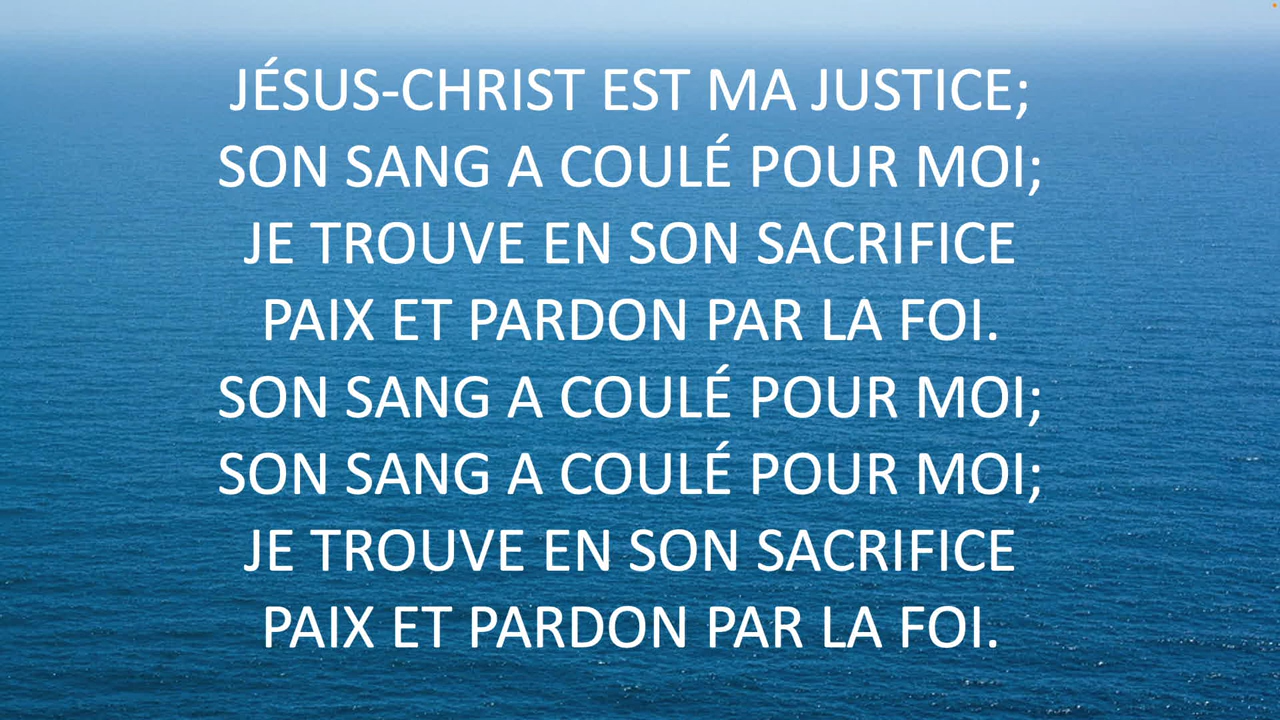 JÉSUS-CHRIST EST MA JUSTICE;
SON SANG A COULÉ POUR MOI;
JE TROUVE EN SON SACRIFICE
PAIX ET PARDON PAR LA FOI.
SON SANG A COULÉ POUR MOI;
SON SANG A COULÉ POUR MOI;
JE TROUVE EN SON SACRIFICE
PAIX ET PARDON PAR LA FOI.